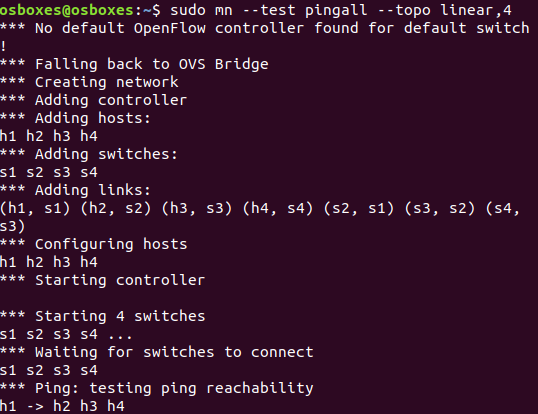 osboxes@osboxes:~$ sudo mn --test pingall --topo linear,4
*** No default OpenFlow controller found for default switch
!
*** Falling back to OVS Bridge
*** Creating network
*** Adding controller
*** Adding hosts:
h1 h2 h3 h4
*** Adding switches:
s1 s2 s3 s4
*** Adding links:
(h1, s1) (h2, s2) (h3, s3) (h4, s4) (s2, s1) (s3, s2) (s4,
s3)
*** Configuring hosts
h1 h2 h3 h4
*** Starting controller

*** Starting 4 switches
s1 s2 s3 s4 ...
*** Waiting for switches to connect
s1 s2 s3 s4
*** Ping: testing ping reachability
h1 -> h2 h3 h4